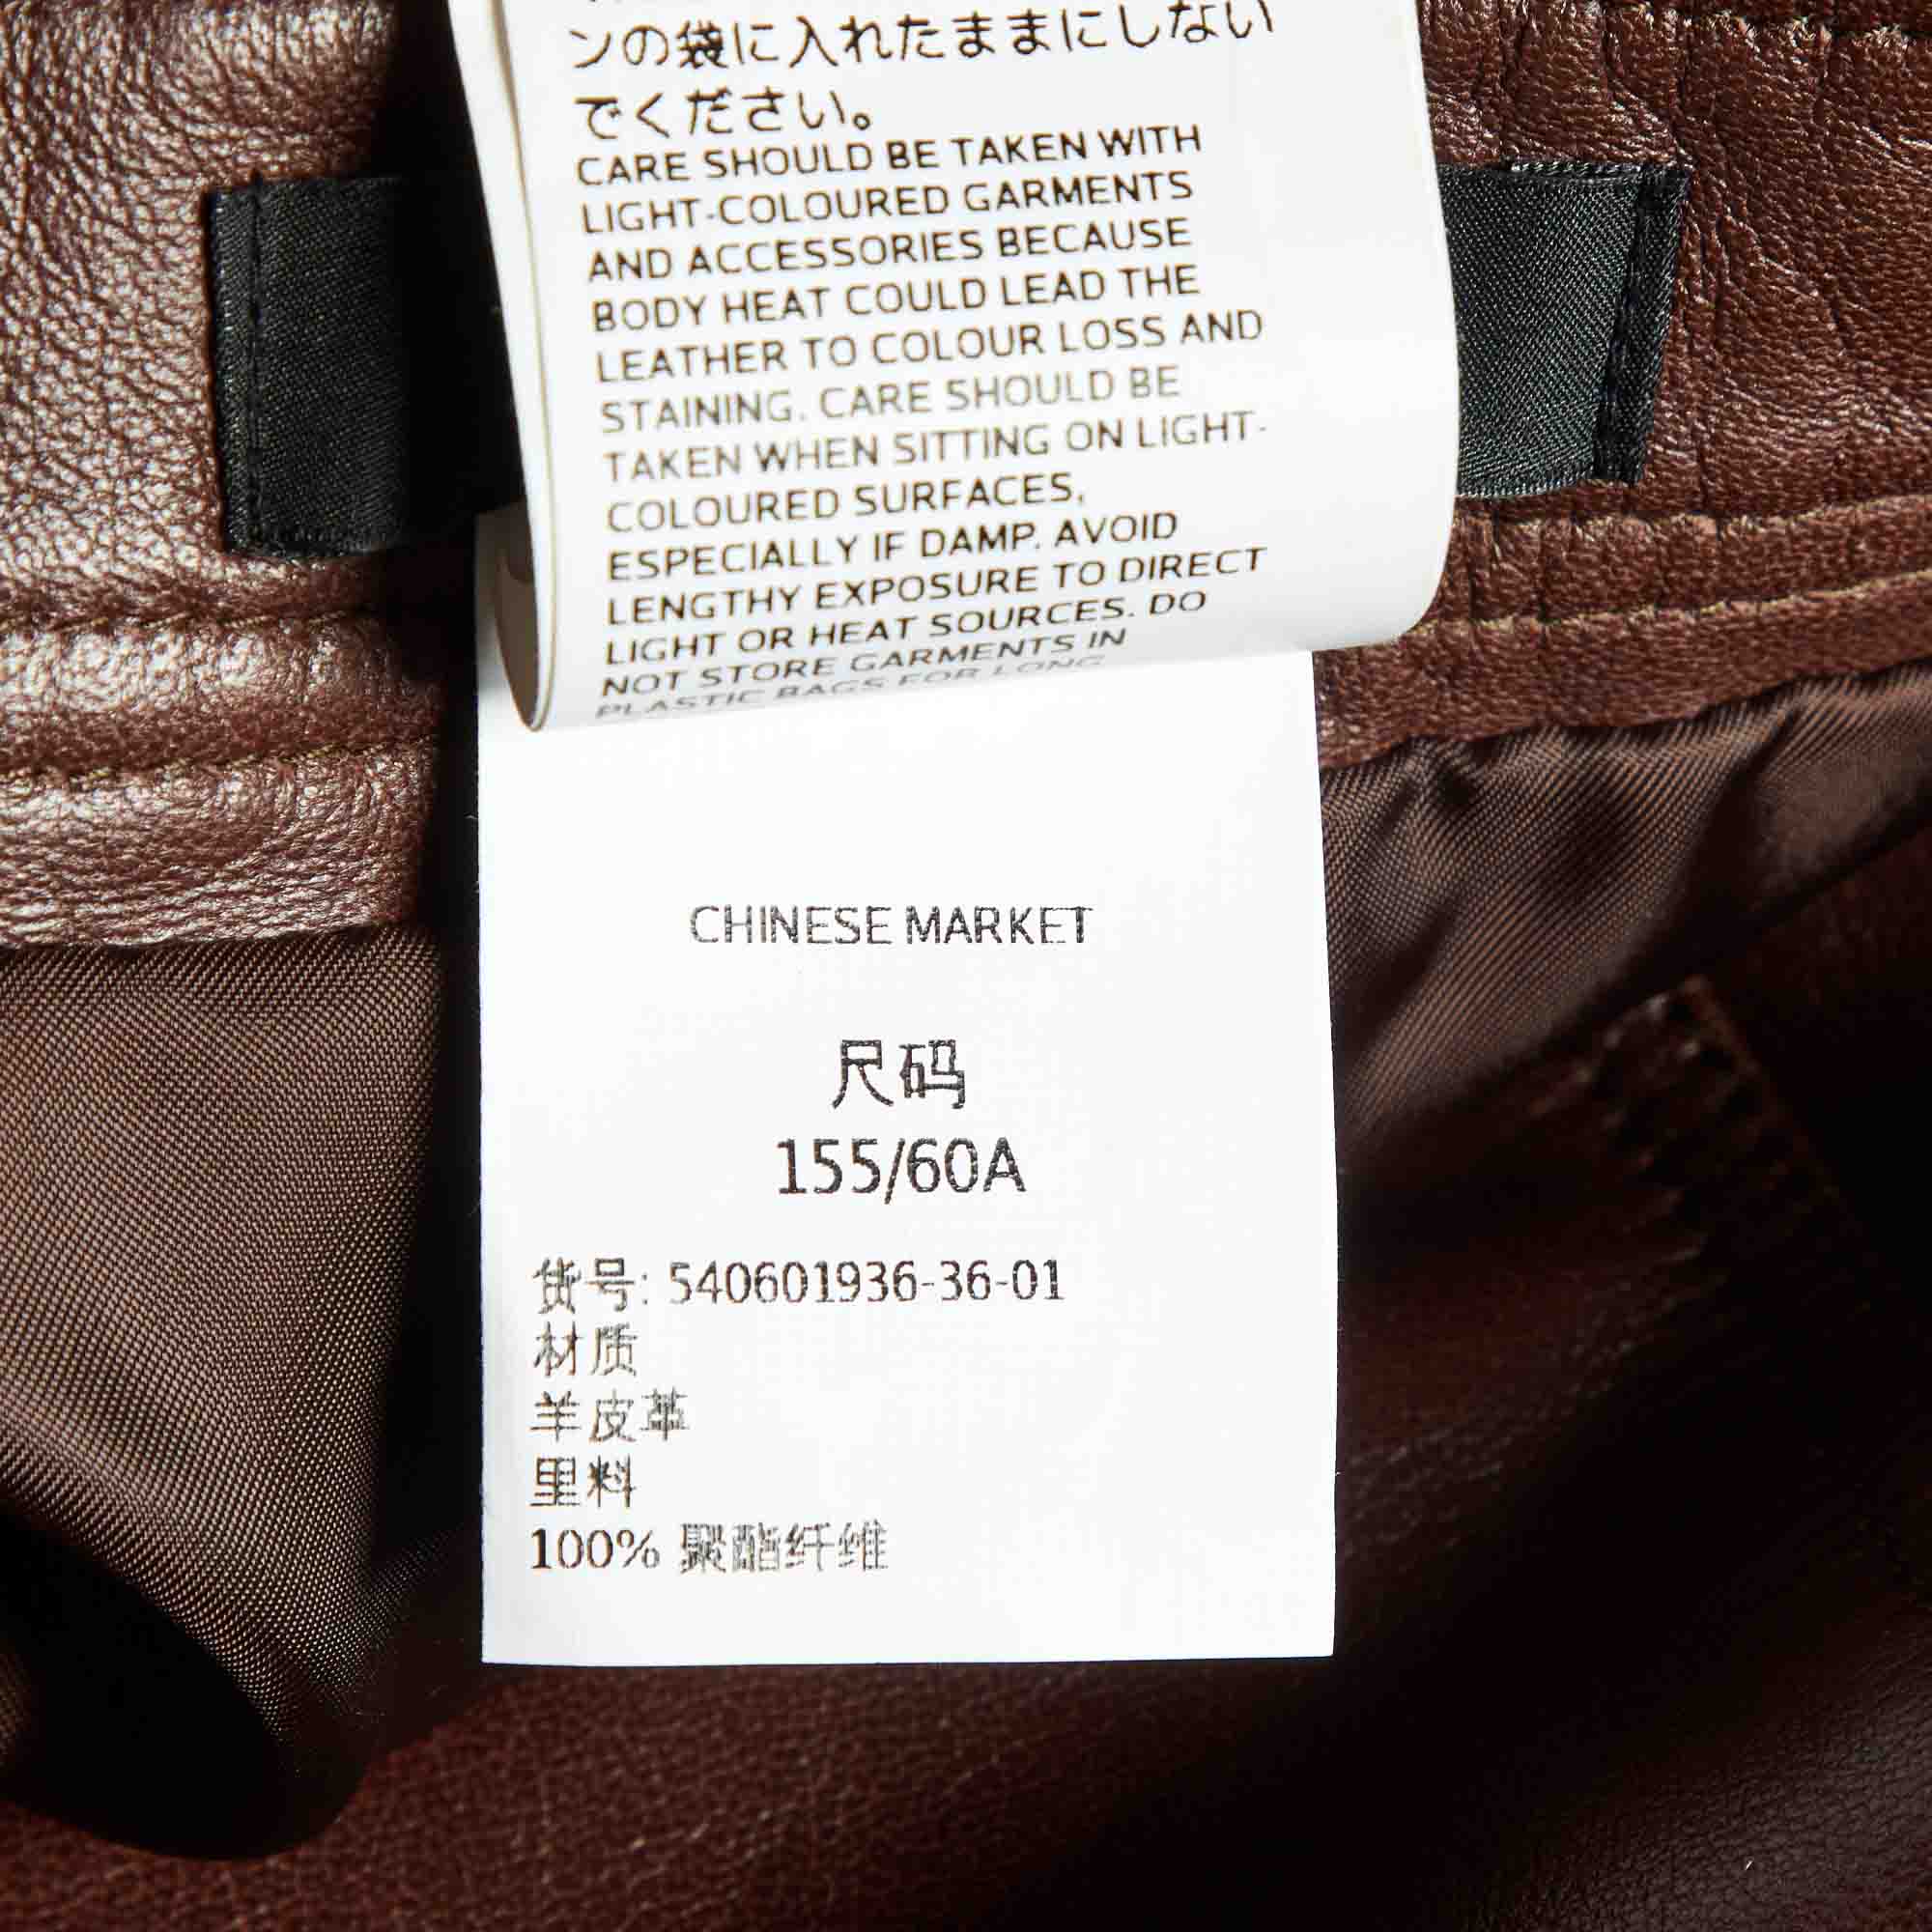 ンの袋に入れたままにしない
でください。
CARE SHOULD BE TAKEN WITH
LIGHT-COLOURED GARMENTS
AND ACCESSORIES BECAUSE
BODY HEAT COULD LEAD THE
LEATHER TO COLOUR LOSS AND
STAINING. CARE SHOULD BE
TAKEN WHEN SITTING ON LIGHT-
COLOURED SURFACES,
ESPECIALLY IF DAMP. AVOID
LENGTHY EXPOSURE TO DIRECT
LIGHT OR HEAT SOURCES. DO
NOT STORE GARMENTS IN
PLASTIC BAGS FOR LONG
CHINESE MARKET
尺码
155/60A
货号: 540601936-36-01
材质
羊皮革
里料
100% 聚酯纤维